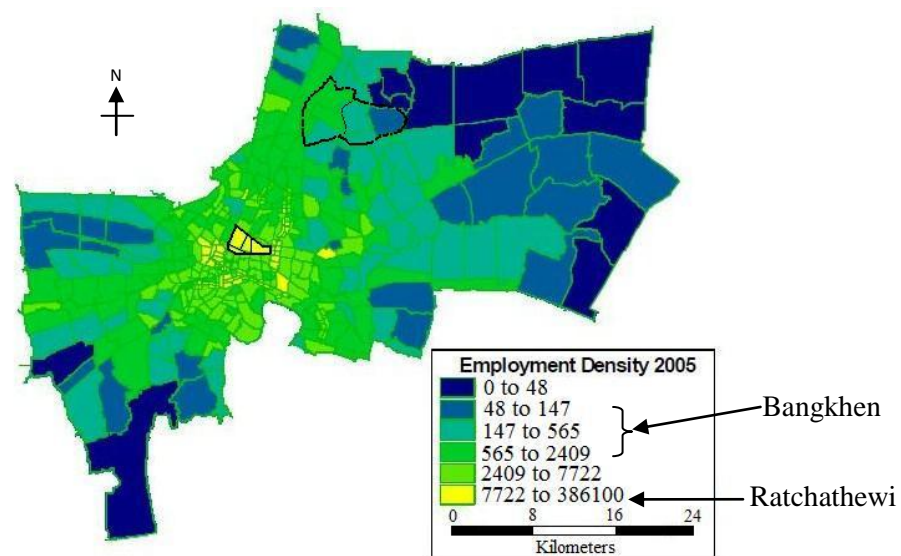 N
Employment Density 2005
0 to 48
48 to 147
147 to 565
565 to 2409
2409 to 7722
7722 to 386100
0 8 16 24
Kilometers
Bangkhen
Ratchathewi